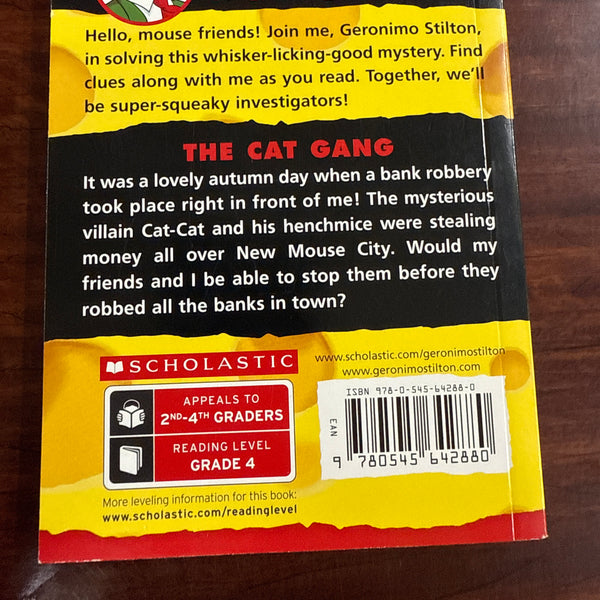 Hello, mouse friends! Join me, Geronimo Stilton,
in solving this whisker-licking-good mystery. Find
clues along with me as you read. Together, we'll
be super-squeaky investigators!
THE CAT GANG
It was a lovely autumn day when a bank robbery
took place right in front of me! The mysterious
villain Cat-Cat and his henchmice were stealing
money all over New Mouse City. Would my
friends and I be able to stop them before they
robbed all the banks in town?
SCHOLASTIC
www.scholastic.com/geronimostilton
www.geronimostilton.com
APPEALS TO
2ND-4TH GRADERS
READING LEVEL
GRADE 4
More leveling information for this book:
www.scholastic.com/readinglevel
ISBN 978-0-545-64288-0
EAN
9 780545 642880